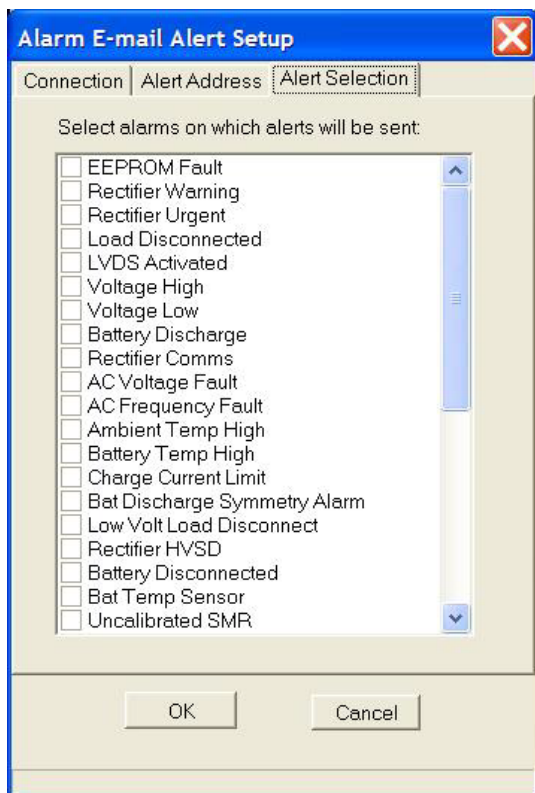 Alarm E-mail Alert Setup
Connection Alert Address Alert Selection
Select alarms on which alerts will be sent:
EEPROM Fault
Rectifier Warning
Rectifier Urgent
Load Disconnected
LVDS Activated
Voltage High
Voltage Low
Battery Discharge
Rectifier Comms
AC Voltage Fault
AC Frequency Fault
Ambient Temp High
Battery Temp High
Charge Current Limit
Bat Discharge Symmetry Alarm
Low Volt Load Disconnect
Rectifier HVSD
Battery Disconnected
Bat Temp Sensor
Uncalibrated SMR
OK Cancel